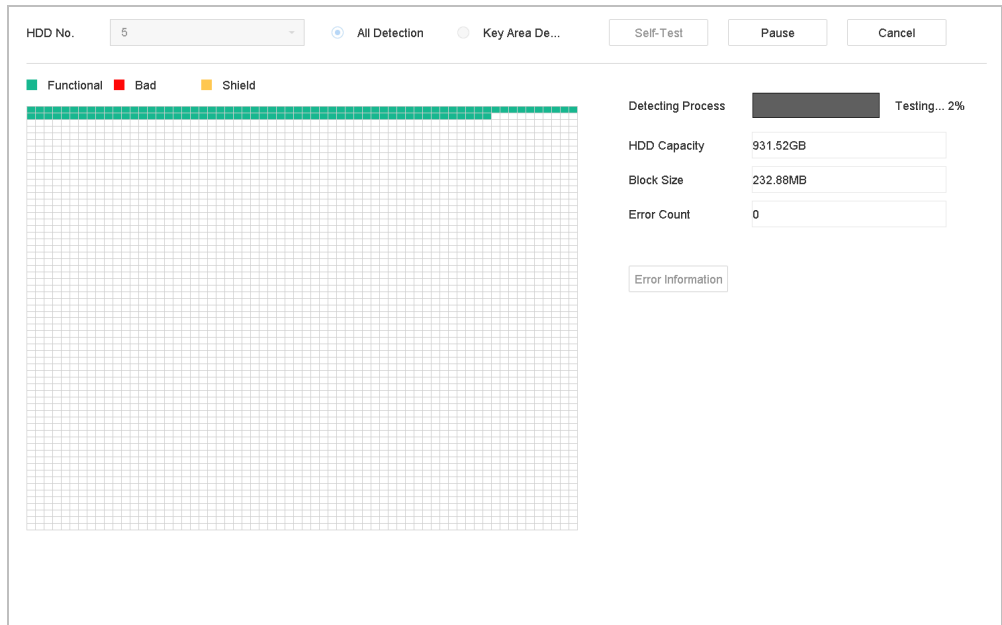 HDD No. 5 All Detection Key Area De... Self-Test Pause Cancel
Functional Bad Shield
Detecting Process Testing... 2%
HDD Capacity 931.52GB
Block Size 232.88MB
Error Count 0
Error Information